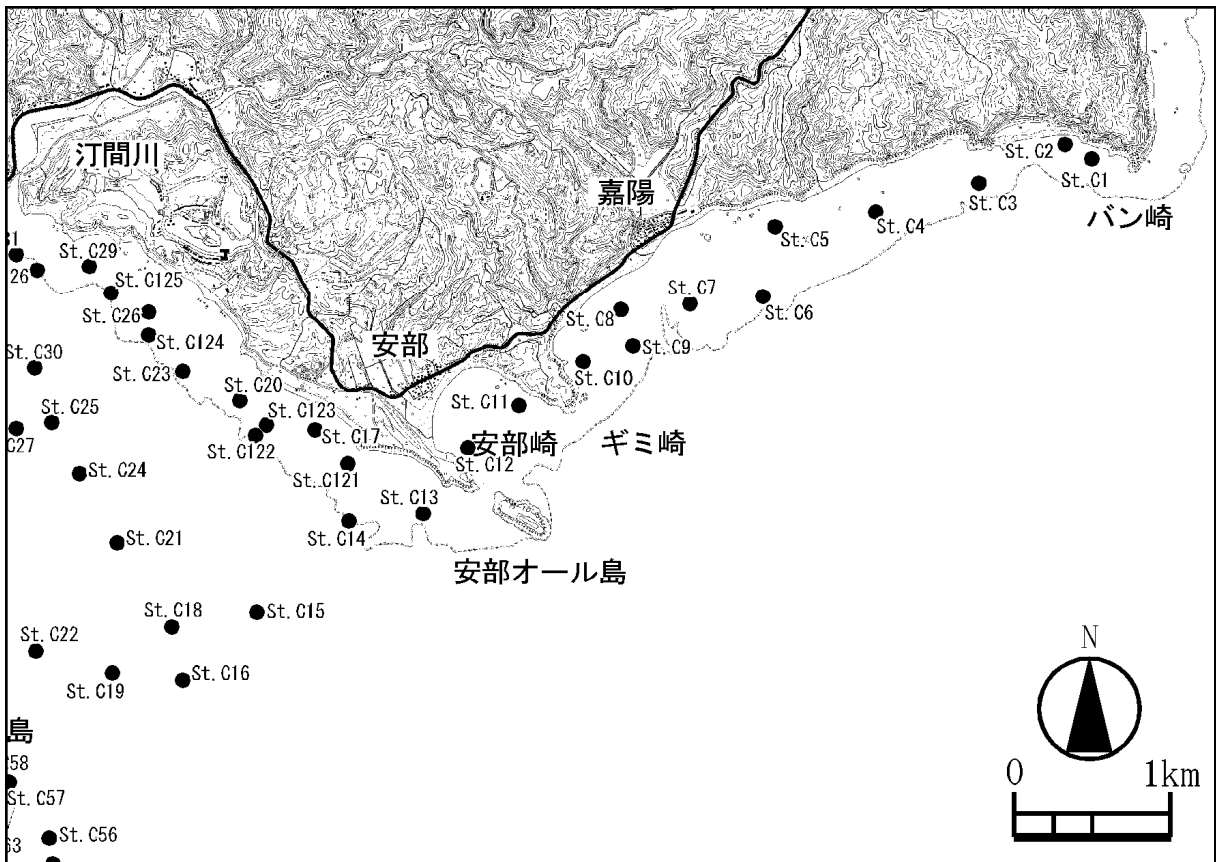 汀間川
嘉陽
安部
St. C2
St. C1
St. C3
St. C4
バン崎
St. C5
31
St. C29
26
St. C125
St. C26
St. C124
St. C7
St. C6
St. C8
St. C9
St. C10
St. C30
St. C23
St. C20
St. C123
St. C11
St. C25
C27
St. C122
St. C17
安部崎
ギミ崎
St. C12
St. C24
St. C121
St. C13
St. C14
St. C21
安部オール島
St. C18
St. C15
St. C22
St. C19
St. C16
島
C58
St. C57
St. C56
63
N
0
1km